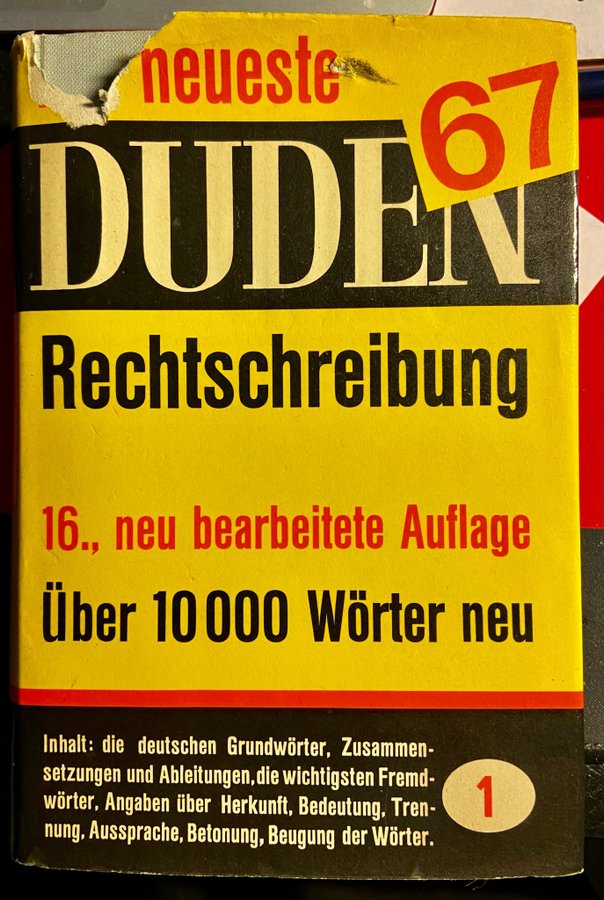 neueste
67
DUDEN
Rechtschreibung
16., neu bearbeitete Auflage
Über 10 000 Wörter neu
Inhalt: die deutschen Grundwörter, Zusammen-
setzungen und Ableitungen, die wichtigsten Fremd-
wörter, Angaben über Herkunft, Bedeutung, Tren-
nung, Aussprache, Betonung, Beugung der Wörter.
1